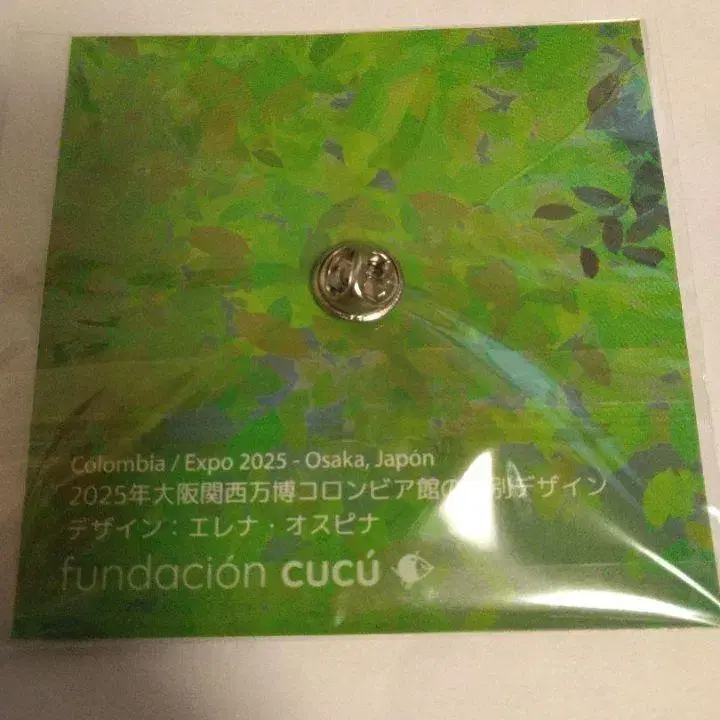 Colombia / Expo 2025 - Osaka, Japón
2025年大阪関西万博コロンビア館の 別デザイン
デザイン：エレナ・オスピナ
fundación cucú